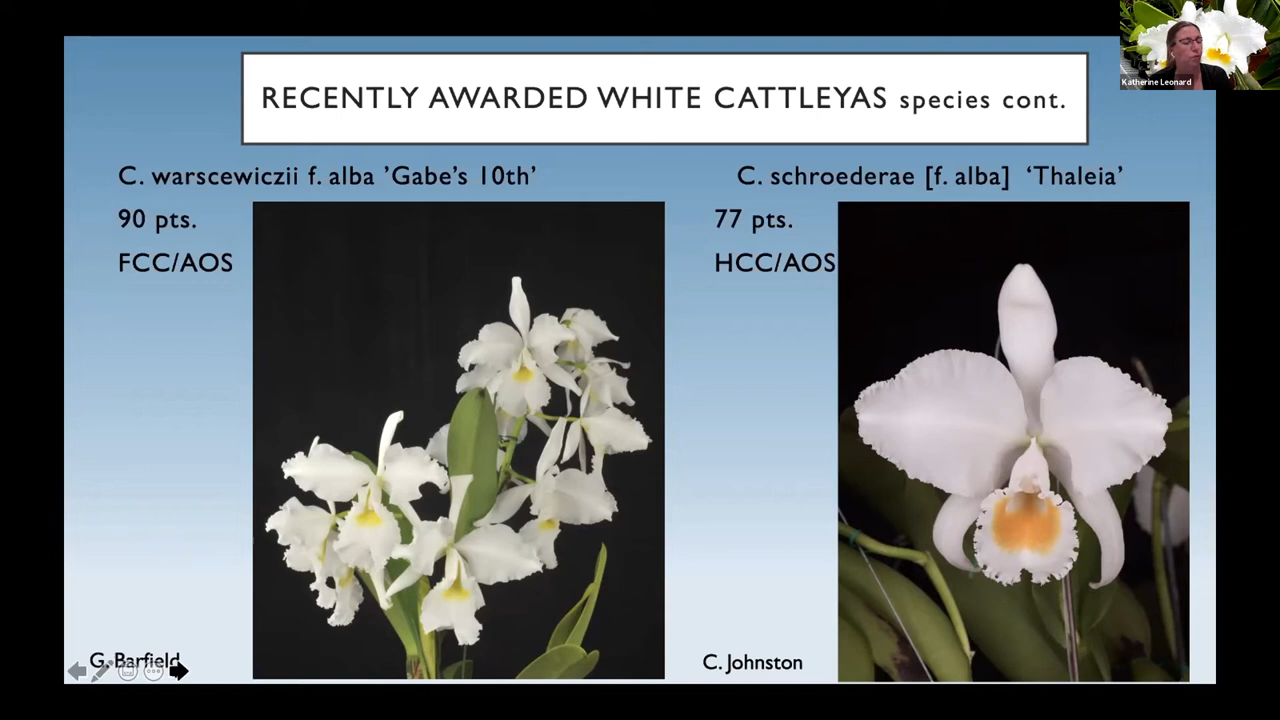 Katherine Leonard
RECENTLY AWARDED WHITE CATTLEYAS species cont.
C. warscewiczii f. alba ’Gabe’s 10th’
90 pts.
FCC/AOS
G. Barfield
C. schroederae [f. alba] ‘Thaleia’
77 pts.
HCC/AOS
C. Johnston